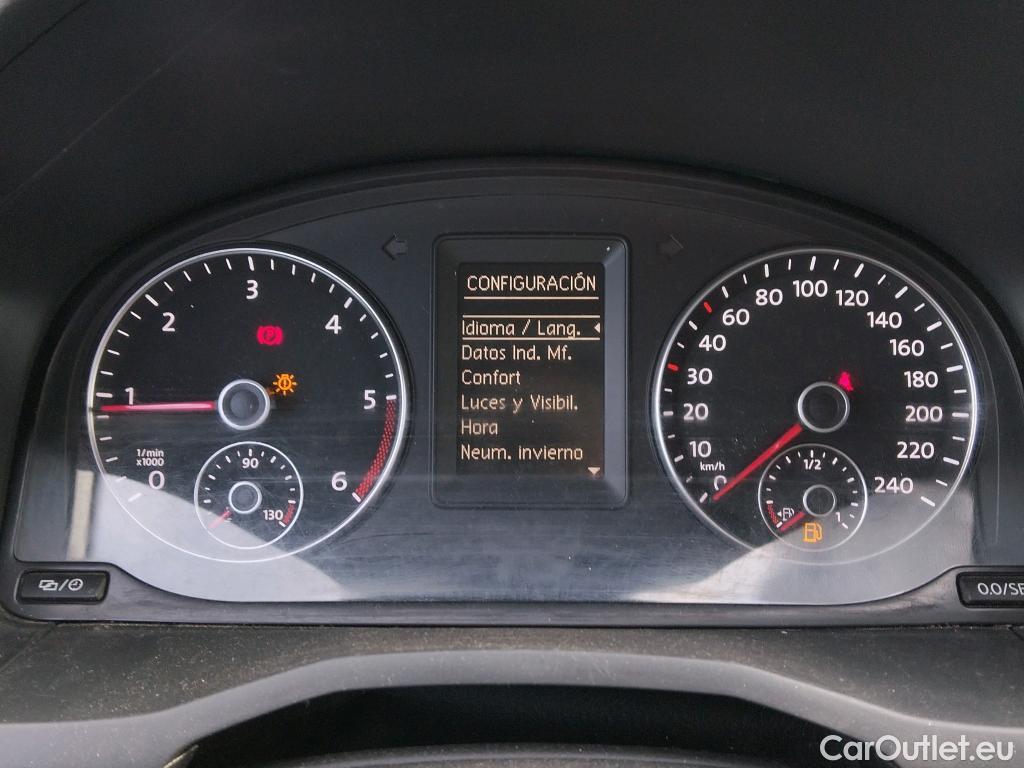 CONFIGURACIÓN
Idioma / Lang.
Datos Ind. Mf.
Confort
Luces y Visibil.
Hora
Neum. invierno
0 1 2 3 4 5 6
1/min
x1000
90
130
0 10 20 30 40 60 80 100 120 140 160 180 200 220 240
km/h
1/2
1
P
0.0/SE
CarOutlet.eu